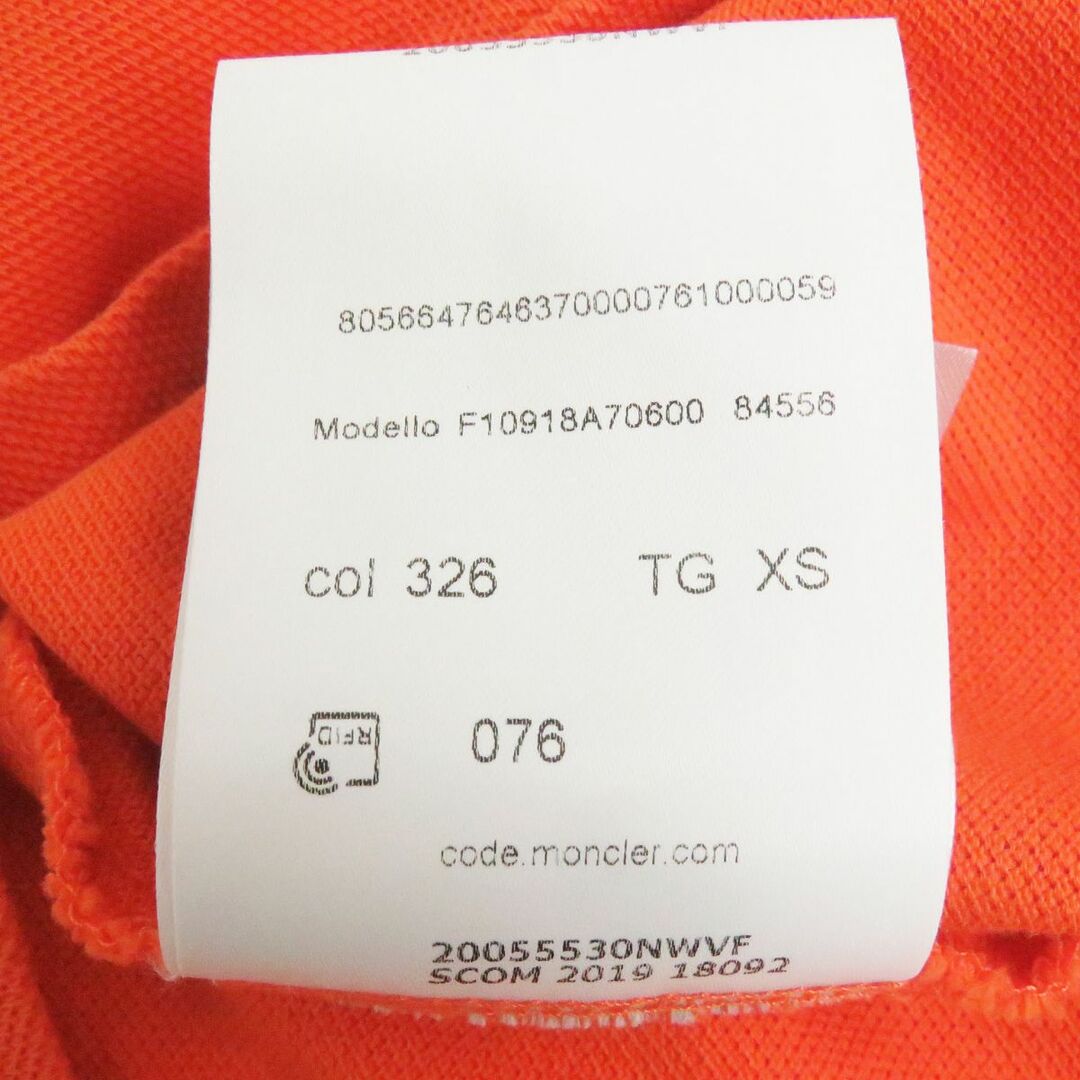 8056647646370000761000059
Modello F10918A70600 84556
col 326 TG XS
RFID 076
code.moncler.com
20055530NWVF
SCOM 2019 18092